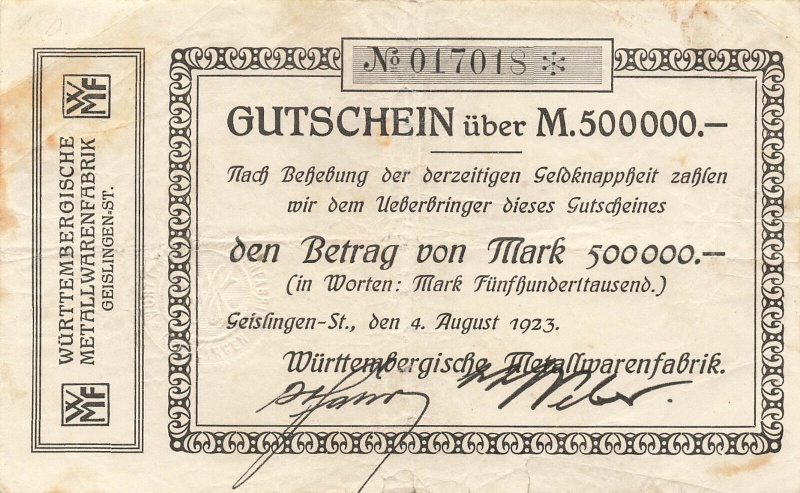 WMF
WÜRTTEMBERGISCHE
METALLWARENFABRIK
GEISLINGEN=ST.
WMF
No 017018 *
GUTSCHEIN über M.500000.—
Nach Behebung der derzeitigen Geldknappheit zahlen
wir dem Ueberbringer dieses Gutscheines
den Betrag von Mark 500000.—
(in Worten: Mark Fünfhunderttausend.)
Geislingen-St., den 4. August 1923.
Württembergische Metallwarenfabrik.